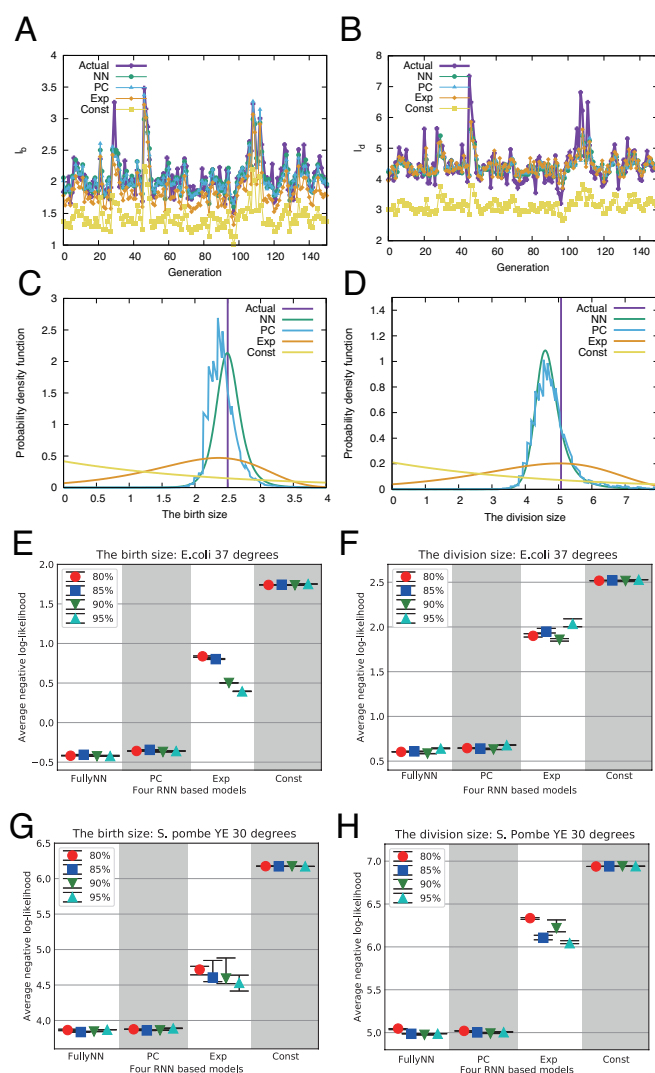 A
4
Actual
NN
PC
Exp
Const
3.5
3
2.5
2
1.5
1
l_b
0 20 40 60 80 100 120 140
Generation
B
8
Actual
NN
PC
Exp
Const
7
6
5
4
3
2
l_d
0 20 40 60 80 100 120 140
Generation
C
3
Actual
NN
PC
Exp
Const
2.5
2
1.5
1
0.5
0
Probability density function
0 0.5 1 1.5 2 2.5 3 3.5 4
The birth size
D
Actual
NN
PC
Exp
Const
1.4
1.2
1
0.8
0.6
0.4
0.2
0
Probability density function
0 1 2 3 4 5 6 7
The division size
E
The birth size: E.coli 37 degrees
2.0
80%
85%
90%
95%
1.5
1.0
0.5
0.0
−0.5
Average negative log-likelihood
FullyNN PC Exp Const
Four RNN based models
F
The division size: E.coli 37 degrees
80%
85%
90%
95%
2.5
2.0
1.5
1.0
0.5
Average negative log-likelihood
FullyNN PC Exp Const
Four RNN based models
G
The birth size: S. pombe YE 30 degrees
6.5
80%
85%
90%
95%
6.0
5.5
5.0
4.5
4.0
Average negative log-likelihood
FullyNN PC Exp Const
Four RNN based models
H
The division size: S. Pombe YE 30 degrees
80%
85%
90%
95%
7.0
6.5
6.0
5.5
5.0
Average negative log-likelihood
FullyNN PC Exp Const
Four RNN based models